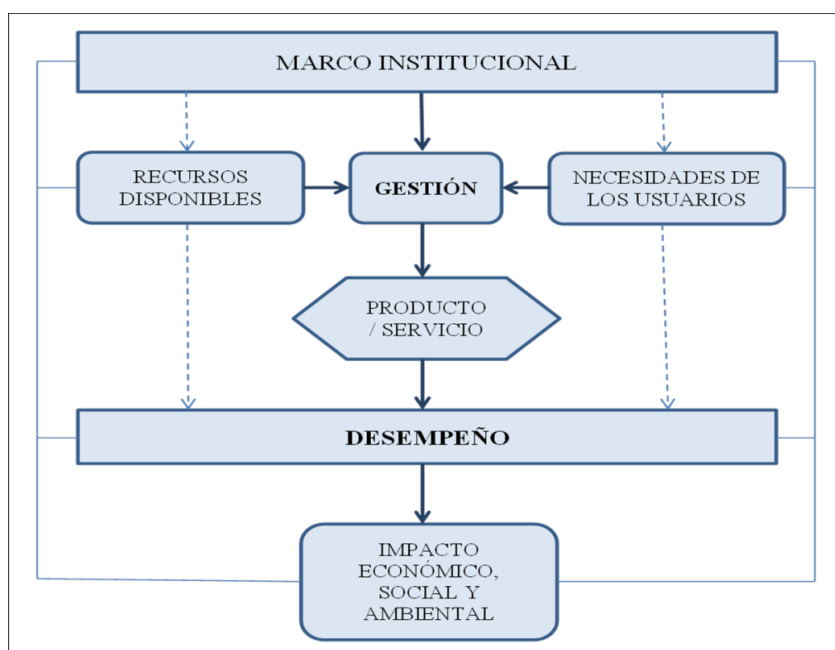 MARCO INSTITUCIONAL
RECURSOS
DISPONIBLES
GESTIÓN
NECESIDADES DE
LOS USUARIOS
PRODUCTO
/ SERVICIO
DESEMPEÑO
IMPACTO
ECONÓMICO,
SOCIAL Y
AMBIENTAL